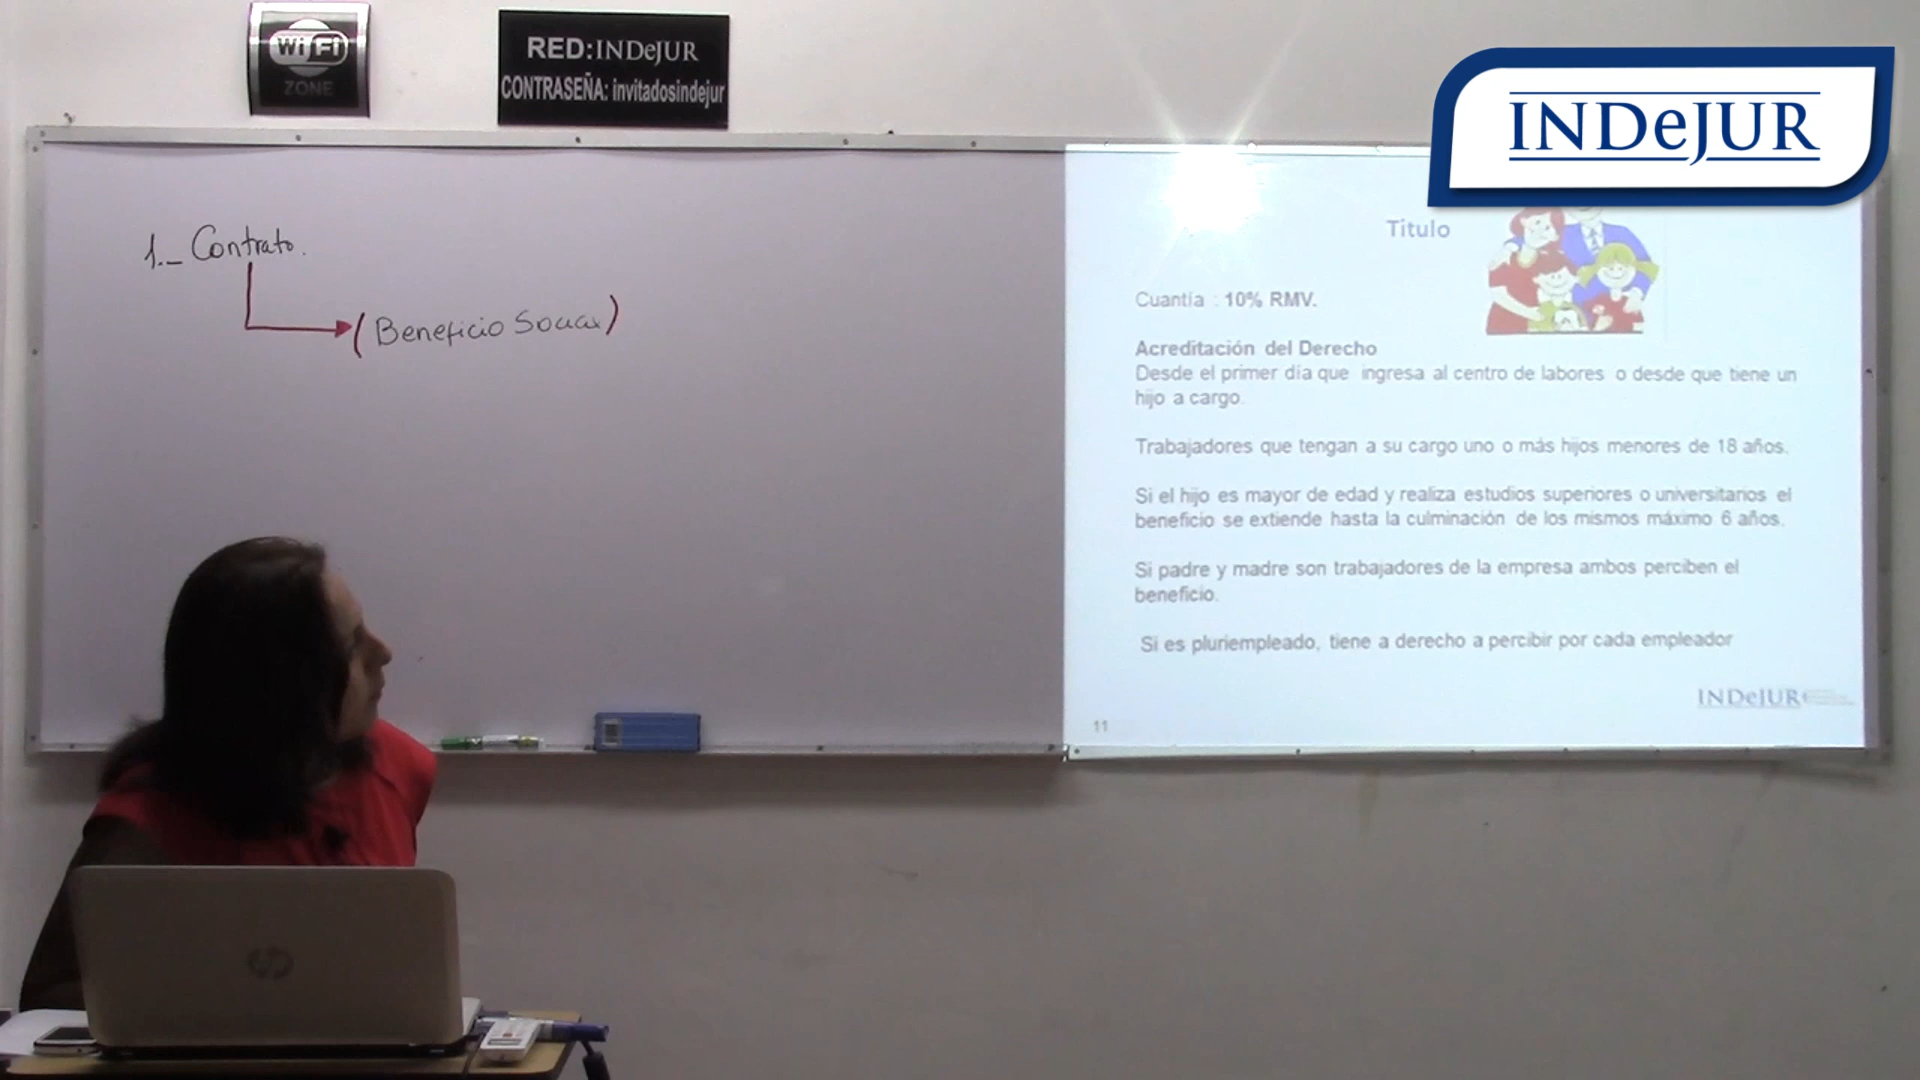 WiFi
ZONE
RED:INDeJUR
CONTRASEÑA: invitadosindejur
INDeJUR
1._ Contrato.
(Beneficio Social)
Titulo
Cuantía : 10% RMV.
Acreditación del Derecho
Desde el primer día que ingresa al centro de labores o desde que tiene un
hijo a cargo.
Trabajadores que tengan a su cargo uno o más hijos menores de 18 años.
Si el hijo es mayor de edad y realiza estudios superiores o universitarios el
beneficio se extiende hasta la culminación de los mismos máximo 6 años.
Si padre y madre son trabajadores de la empresa ambos perciben el
beneficio.
Si es pluriempleado, tiene a derecho a percibir por cada empleador
INDeJUR
11
hp